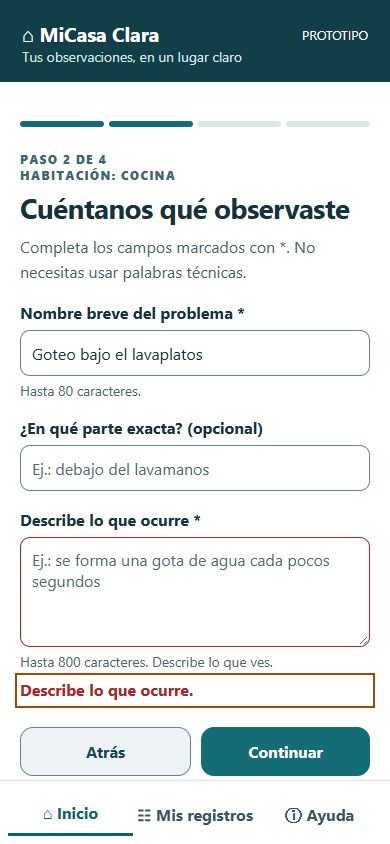 ⌂ MiCasa Clara
PROTOTIPO
Tus observaciones, en un lugar claro
PASO 2 DE 4
HABITACIÓN: COCINA
Cuéntanos qué observaste
Completa los campos marcados con *. No
necesitas usar palabras técnicas.
Nombre breve del problema *
Goteo bajo el lavaplatos
Hasta 80 caracteres.
¿En qué parte exacta? (opcional)
Ej.: debajo del lavamanos
Describe lo que ocurre *
Ej.: se forma una gota de agua cada pocos
segundos
Hasta 800 caracteres. Describe lo que ves.
Describe lo que ocurre.
Atrás
Continuar
⌂ Inicio
☷ Mis registros
ⓘ Ayuda